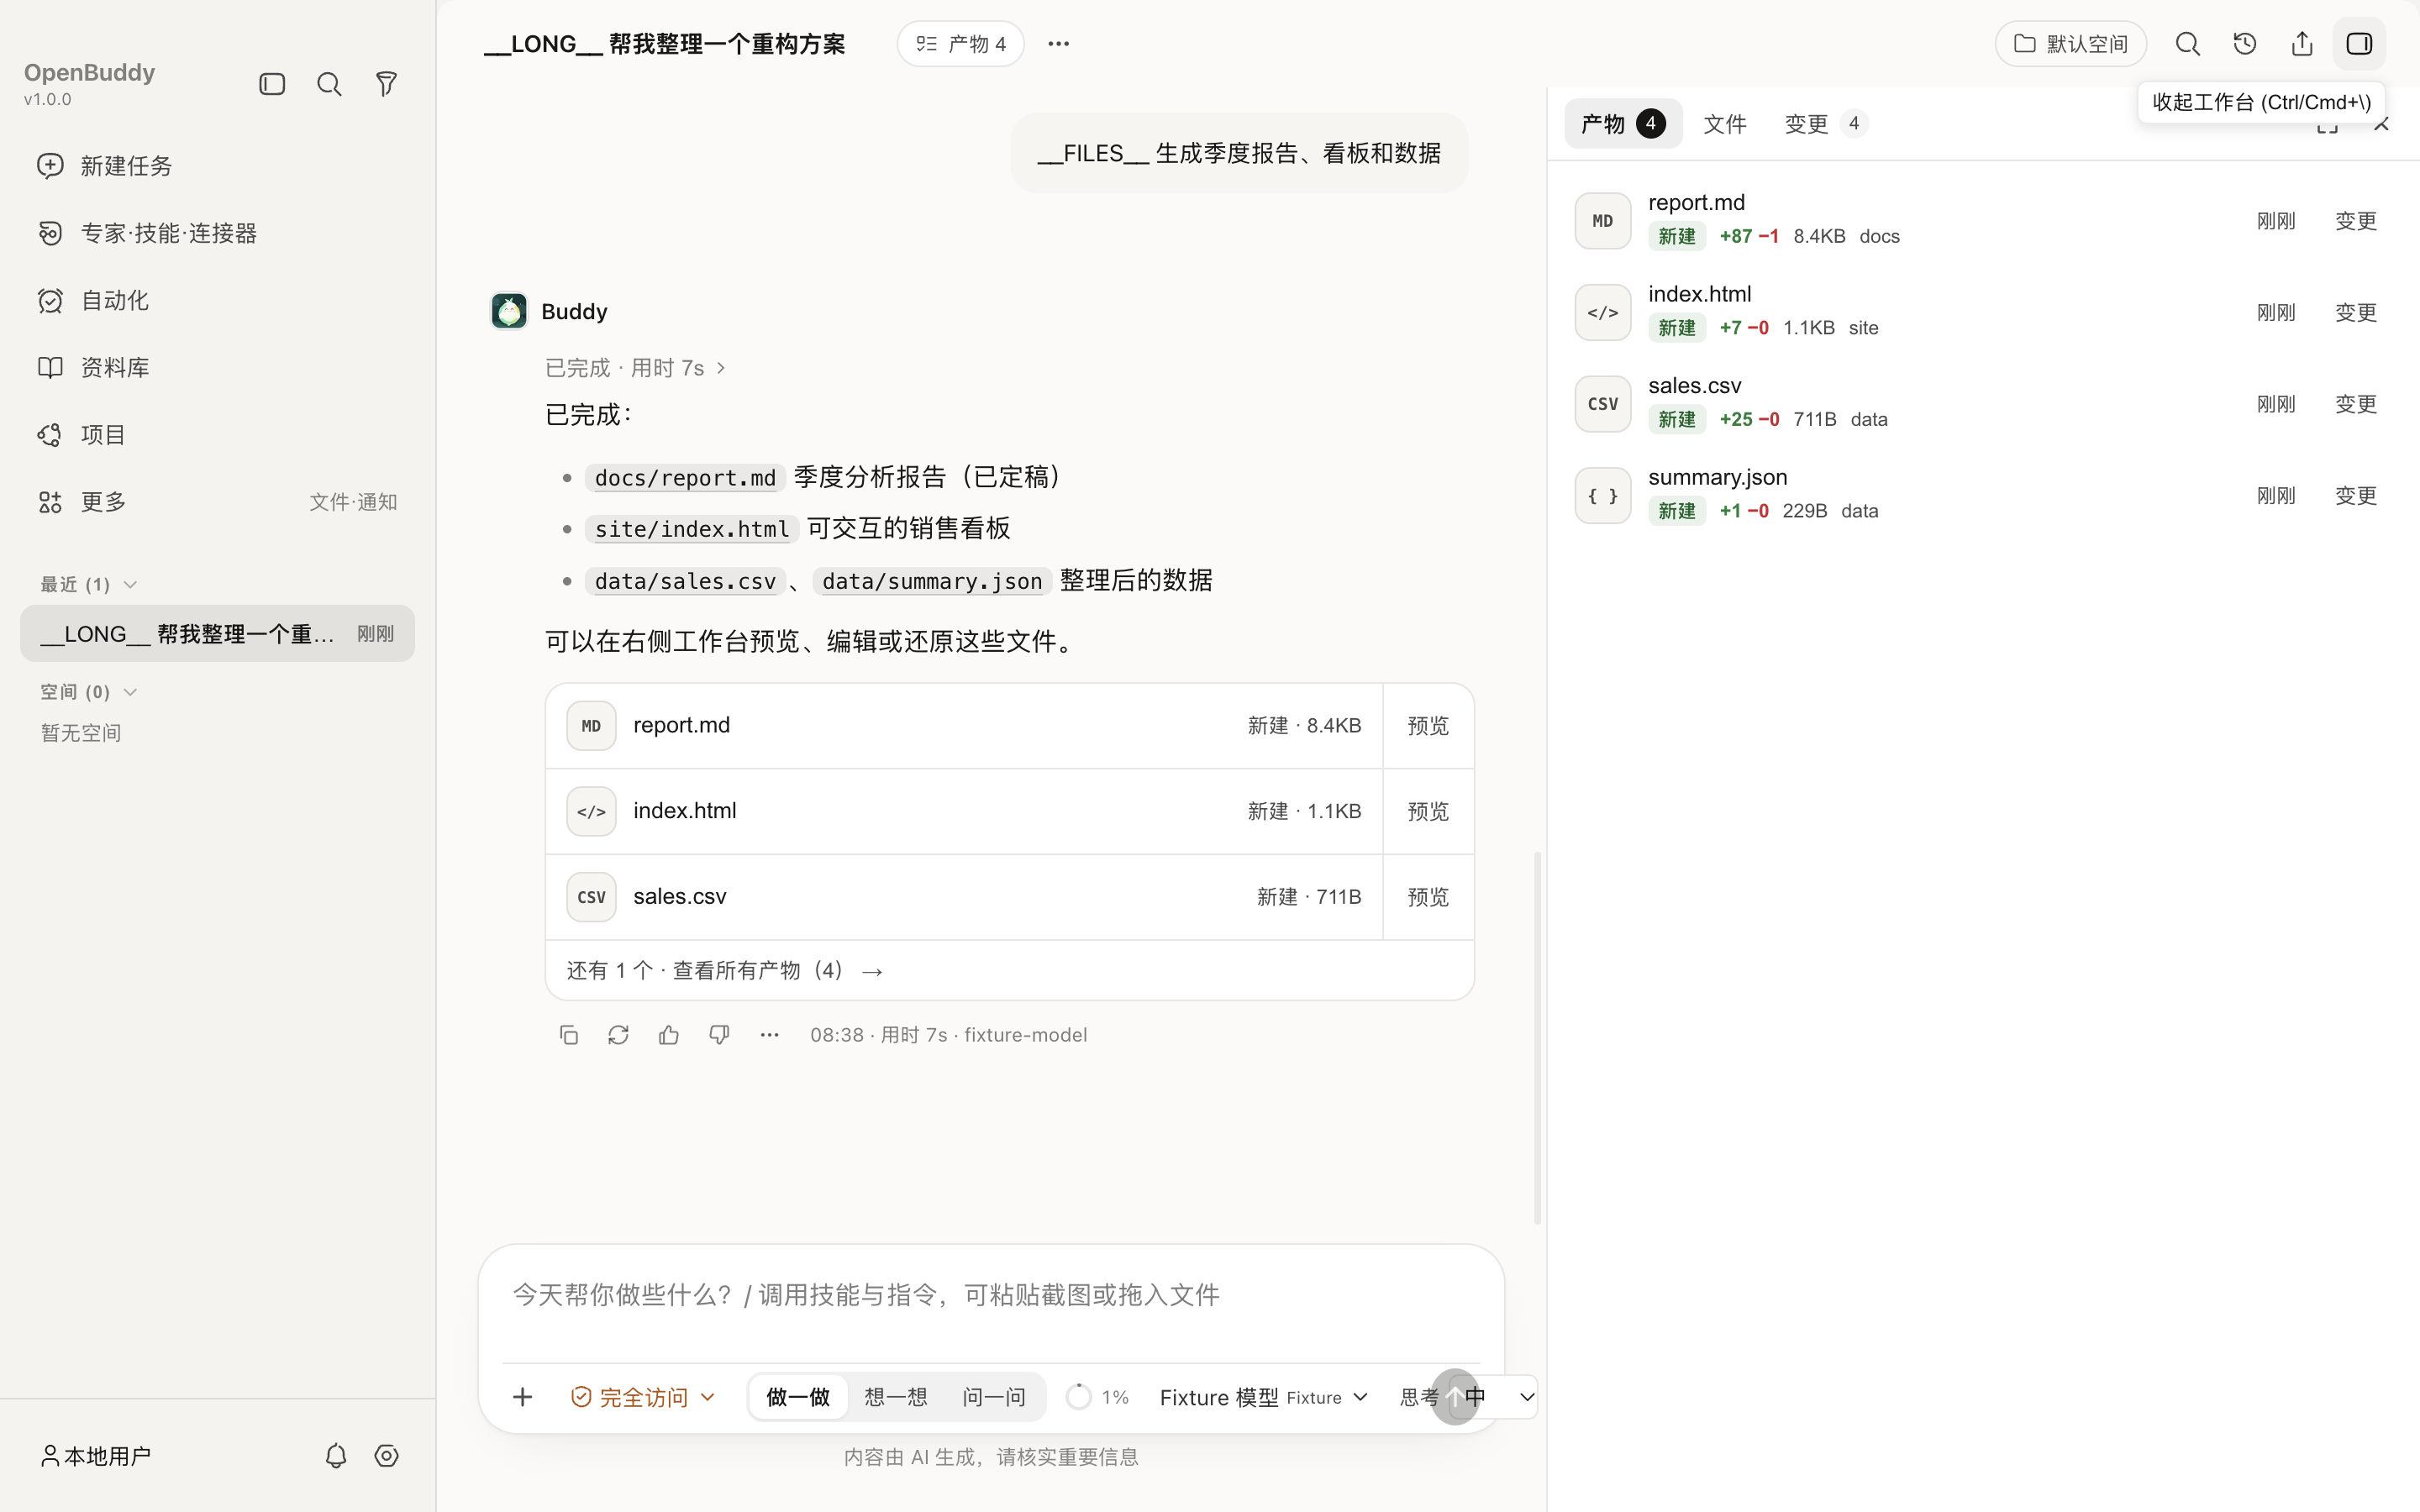 OpenBuddy
v1.0.0
新建任务
专家·技能·连接器
自动化
资料库
项目
更多 文件·通知
最近 (1)
__LONG__ 帮我整理一个重… 刚刚
空间 (0)
暂无空间
本地用户
__LONG__ 帮我整理一个重构方案 产物 4
默认空间
收起工作台 (Ctrl/Cmd+\)
__FILES__ 生成季度报告、看板和数据
Buddy
已完成 · 用时 7s
已完成：
docs/report.md 季度分析报告（已定稿）
site/index.html 可交互的销售看板
data/sales.csv、data/summary.json 整理后的数据
可以在右侧工作台预览、编辑或还原这些文件。
MD report.md 新建 · 8.4KB 预览
</> index.html 新建 · 1.1KB 预览
CSV sales.csv 新建 · 711B 预览
还有 1 个 · 查看所有产物（4） →
08:38 · 用时 7s · fixture-model
今天帮你做些什么？/ 调用技能与指令，可粘贴截图或拖入文件
完全访问 做一做 想一想 问一问 1% Fixture 模型 Fixture 思考 中
内容由 AI 生成，请核实重要信息
产物 4 文件 变更 4
MD report.md 刚刚 变更
新建 +87 −1 8.4KB docs
</> index.html 刚刚 变更
新建 +7 −0 1.1KB site
CSV sales.csv 刚刚 变更
新建 +25 −0 711B data
{ } summary.json 刚刚 变更
新建 +1 −0 229B data